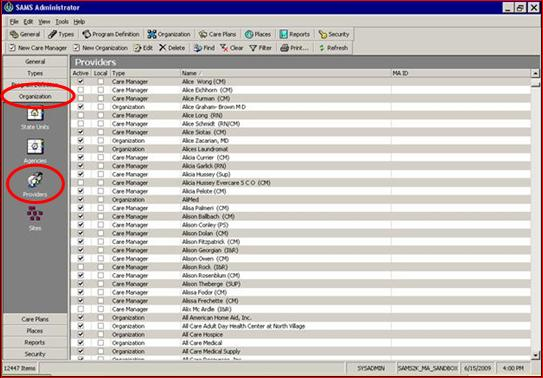 SAMS Administrator
File Edit View Tools Help
General Types Program Definition Organization Care Plans Places Reports Security
New Care Manager New Organization Edit Delete Find Clear Filter Print... Refresh
General
Types
Organization
State Units
Agencies
Providers
Sites
Care Plans
Places
Reports
Security
Providers
Active Local Type Name MA ID
Care Manager Alice Wong (CM)
Care Manager Alice Eichhorn (CM)
Care Manager Alice Furman (CM)
Organization Alice Graham- Brown M D
Care Manager Alice Long (RN)
Care Manager Alice Schmidt (RN/CM)
Care Manager Alice Siotas (CM)
Organization Alice Zacarian, MD
Organization Alices Laundromat
Care Manager Alicia Currier (CM)
Care Manager Alicia Garlick (RN)
Care Manager Alicia Hussey (Sup)
Care Manager Alicia Hussey Evercare S C O (CM)
Care Manager Alicia Pelote (CM)
Organization AliMed
Care Manager Alisa Palmeri (CM)
Care Manager Alison Ballbach (CM)
Care Manager Alison Conley (PS)
Care Manager Alison Dolan (CM)
Care Manager Alison Fitzpatrick (CM)
Care Manager Alison Georgian (I&R)
Care Manager Alison Owen (CM)
Care Manager Alison Rock (I&R)
Care Manager Alison Rosenblum (CM)
Care Manager Alison Theberge (SUP)
Care Manager Alissa Fodor (CM)
Care Manager Alissa Frechette (CM)
Care Manager Alix Mc Ardle (I&R)
Organization All American Home Aid, Inc.
Organization All Care Adult Day Health Center at North Village
Organization All Care Hospice
Organization All Care Medical
Organization All Care Medical Supply
12447 Items SYSADMIN SAMS2K_MA_SANDBOX 6/15/2009 4:00 PM